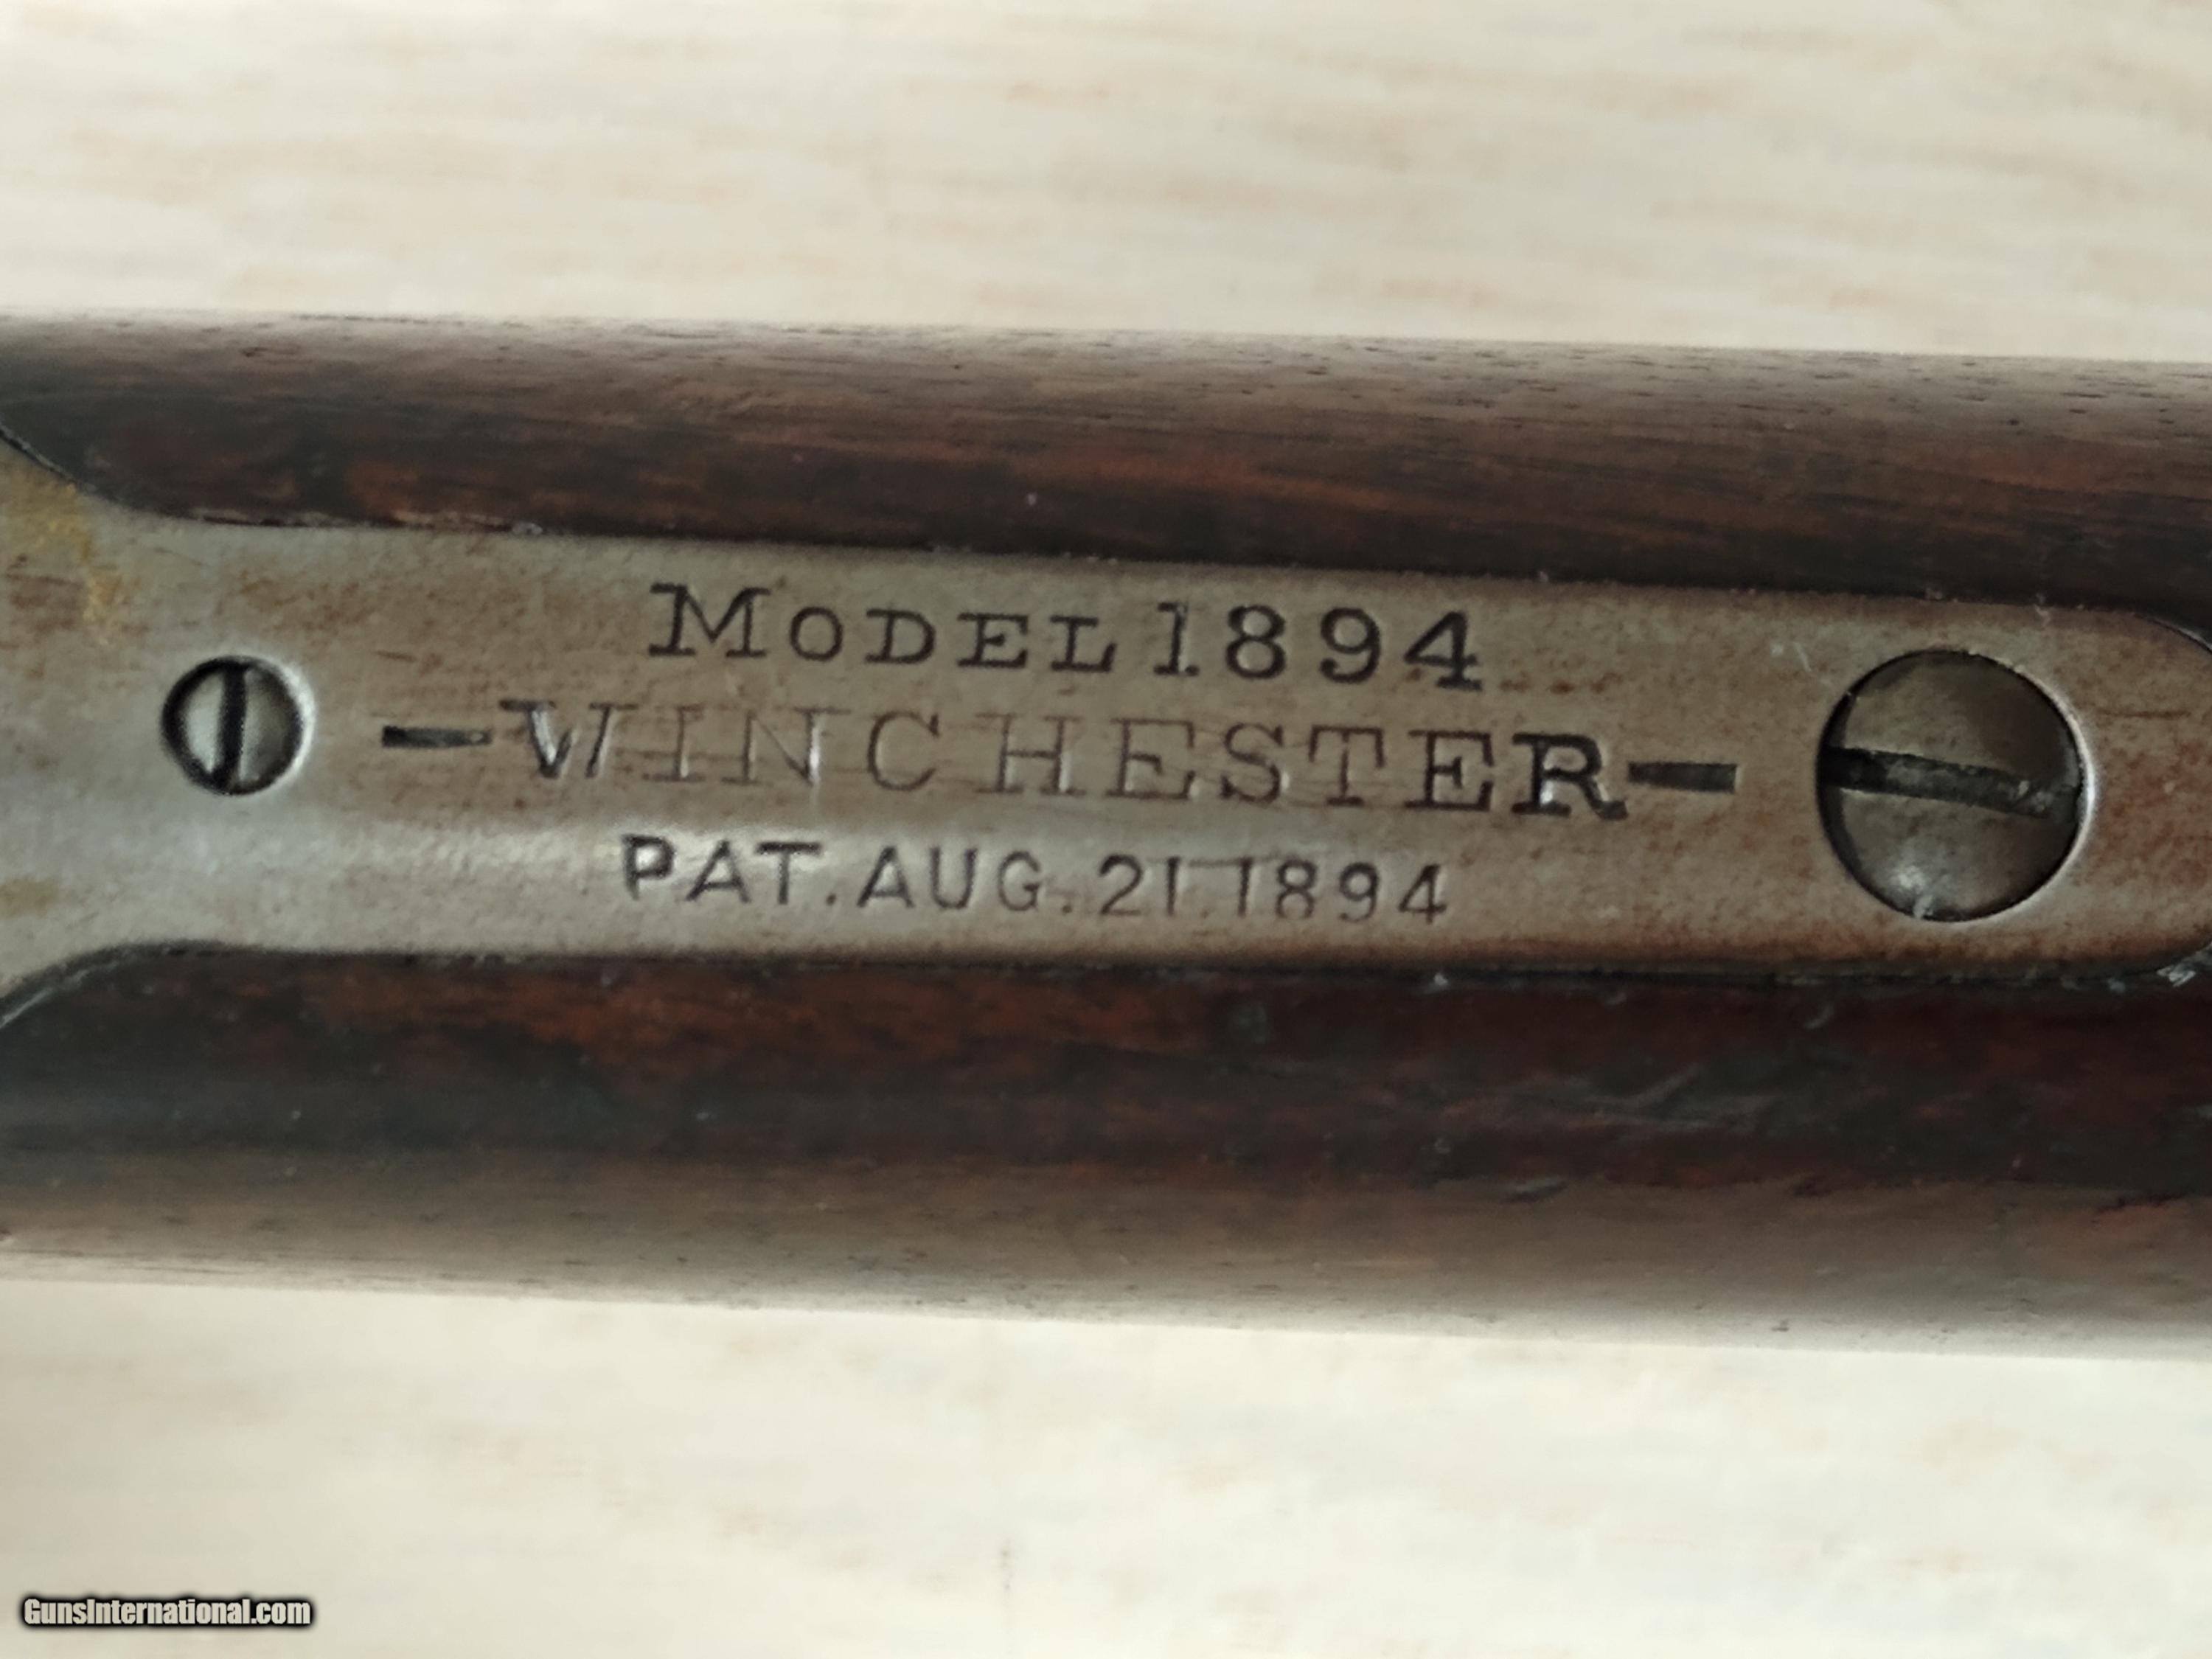 MODEL 1894
-WINCHESTER-
PAT. AUG. 21. 1894
GunsInternational.com